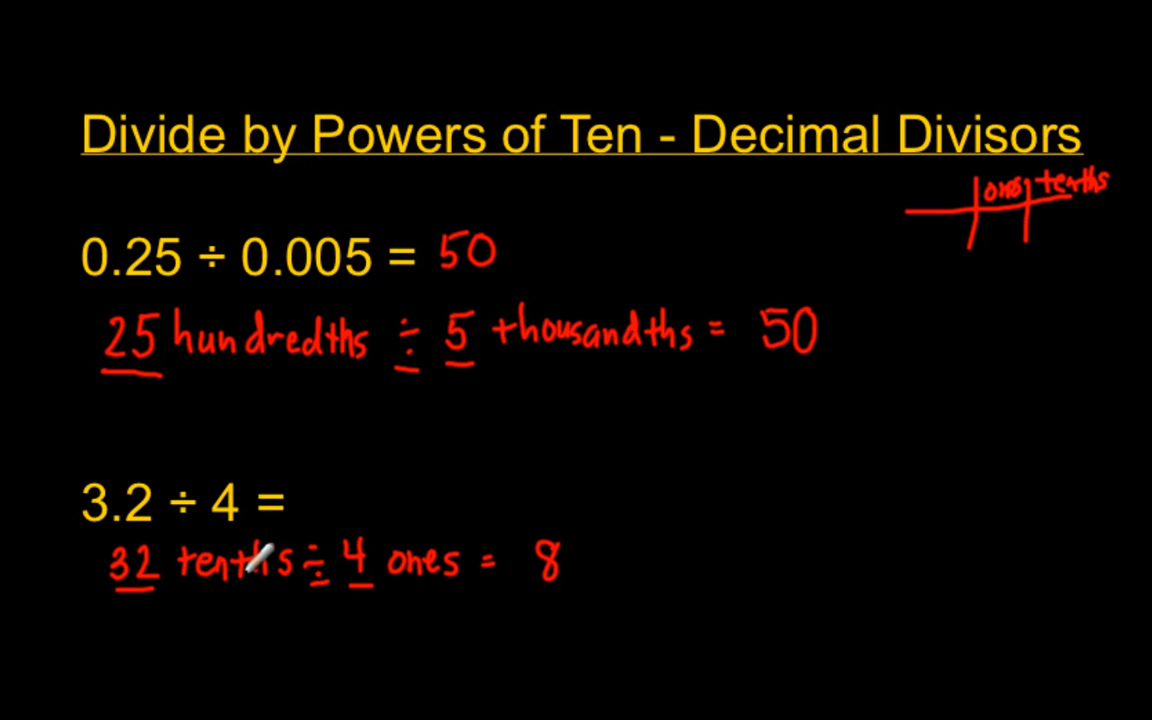 Divide by Powers of Ten - Decimal Divisors
ones tenths
0.25 ÷ 0.005 = 50
25 hundredths ÷ 5 thousandths = 50
3.2 ÷ 4 =
32 tenths ÷ 4 ones = 8